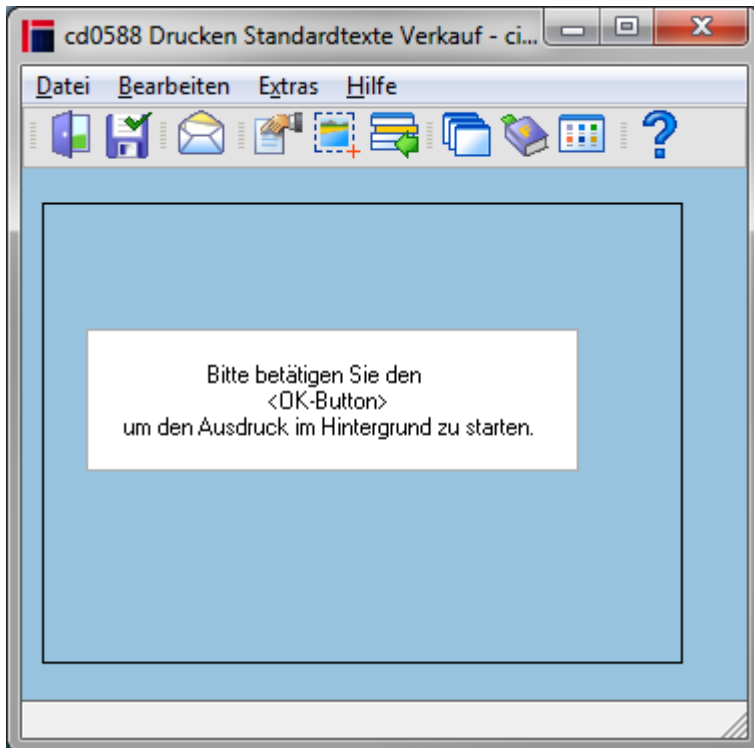 cd0588 Drucken Standardtexte Verkauf - ci...
Datei Bearbeiten Extras Hilfe
Bitte betätigen Sie den
<OK-Button>
um den Ausdruck im Hintergrund zu starten.